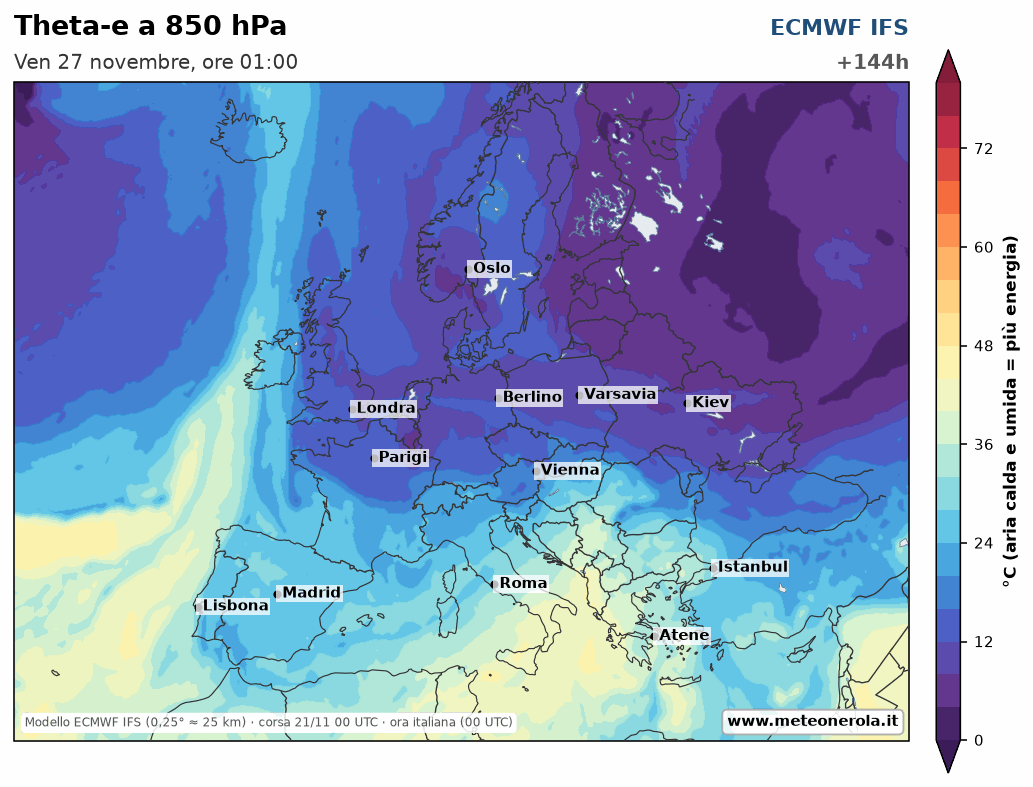 Theta-e a 850 hPa
ECMWF IFS
Ven 27 novembre, ore 01:00
+144h
72
60
48
36
24
12
0
°C (aria calda e umida = più energia)
Oslo
Berlino
Varsavia
Kiev
Londra
Parigi
Vienna
Istanbul
Roma
Madrid
Lisbona
Atene
Modello ECMWF IFS (0,25° ≈ 25 km) · corsa 21/11 00 UTC · ora italiana (00 UTC)
www.meteonerola.it